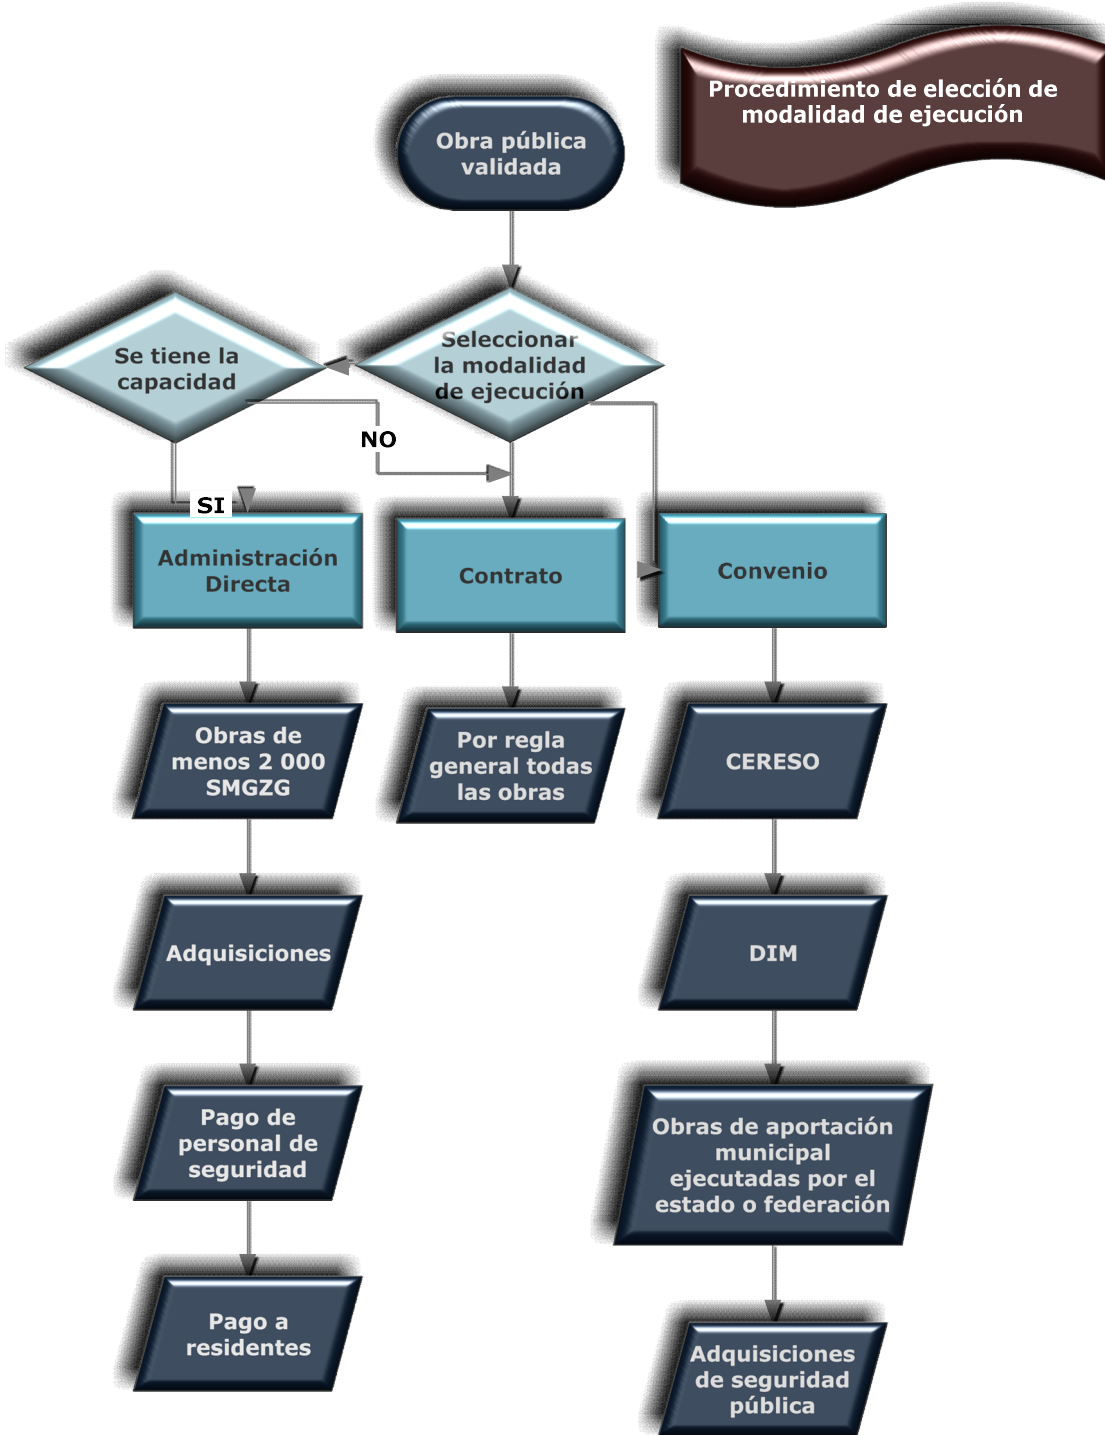 Procedimiento de elección de
modalidad de ejecución
Obra pública
validada
Se tiene la
capacidad
Seleccionar
la modalidad
de ejecución
NO
SI
Administración
Directa
Contrato
Convenio
Obras de
menos 2 000
SMGZG
Por regla
general todas
las obras
CERESO
Adquisiciones
DIM
Pago de
personal de
seguridad
Obras de aportación
municipal
ejecutadas por el
estado o federación
Pago a
residentes
Adquisiciones
de seguridad
pública